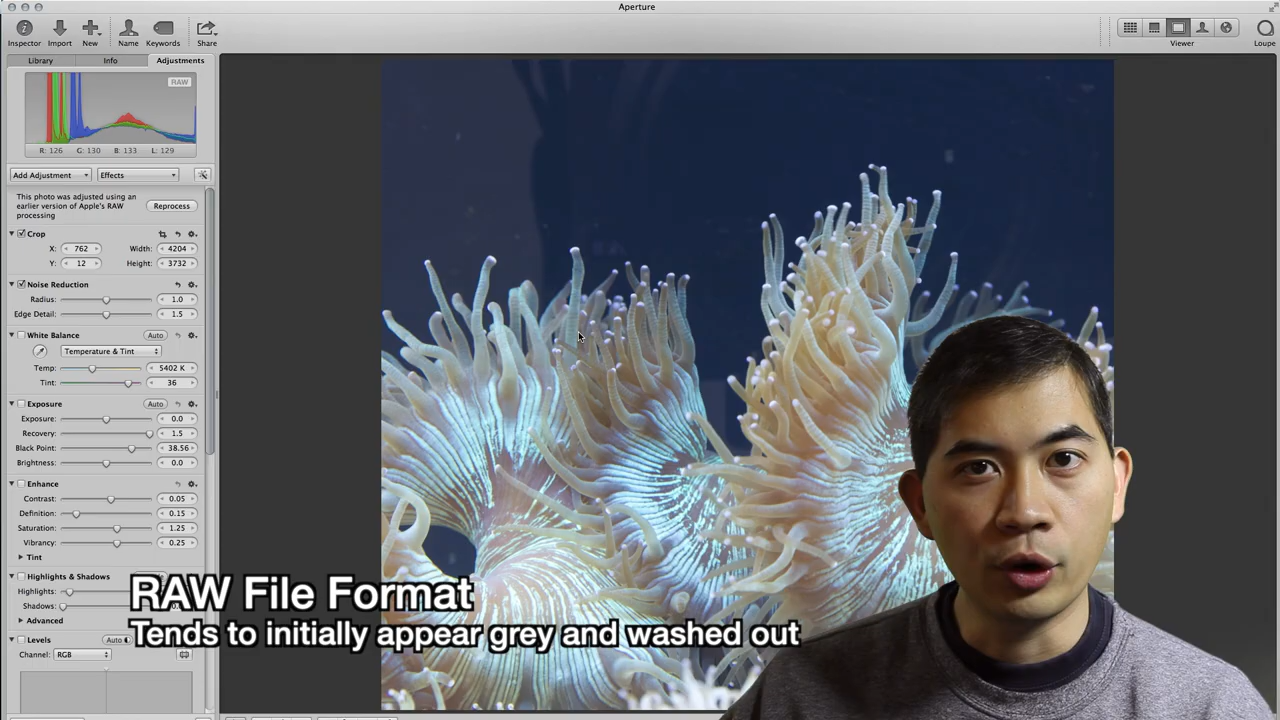 Aperture
Inspector Import New Name Keywords Share Viewer Loupe
Library Info Adjustments
RAW
R: 126 G: 130 B: 133 L: 129
Add Adjustment Effects
This photo was adjusted using an
earlier version of Apple's RAW
processing
Reprocess
Crop
X: 762 Width: 4204
Y: 12 Height: 3732
Noise Reduction
Radius: 1.0
Edge Detail: 1.5
White Balance Auto
Temperature & Tint
Temp: 5402 K
Tint: 36
Exposure Auto
Exposure: 0.0
Recovery: 1.5
Black Point: 38.56
Brightness: 0.0
Enhance
Contrast: 0.05
Definition: 0.15
Saturation: 1.25
Vibrancy: 0.25
Tint
Highlights & Shadows
Highlights:
Shadows:
Advanced
RAW File Format
Tends to initially appear grey and washed out
Levels Auto
Channel: RGB